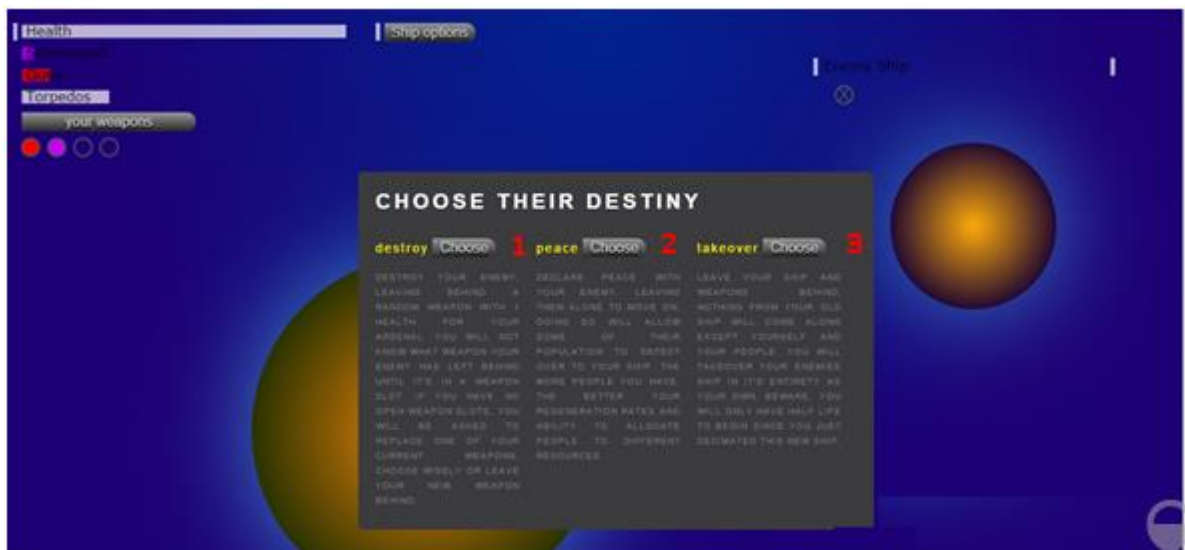 Health
Ship options
Enemy Ship
Torpedos
your weapons
CHOOSE THEIR DESTINY
destroy Choose 1 peace Choose 2 takeover Choose 3
DESTROY YOUR ENEMY,
LEAVING BEHIND A
RANDOM WEAPON WITH
HEALTH FOR YOUR
ARSENAL. YOU WILL NOT
KNOW WHAT WEAPON YOUR
ENEMY HAS LEFT BEHIND
UNTIL IT'S IN A WEAPON
SLOT. IF YOU HAVE NO
OPEN WEAPON SLOTS, YOU
WILL BE ASKED TO
REPLACE ONE OF YOUR
CURRENT WEAPONS.
CHOOSE WISELY OR LEAVE
YOUR NEW WEAPON
BEHIND.
DECLARE PEACE WITH
YOUR ENEMY, LEAVING
THEM ALONE TO MOVE ON.
DOING SO WILL ALLOW
SOME OF THEIR
POPULATION TO DEFECT
OVER TO YOUR SHIP. THE
MORE PEOPLE YOU HAVE,
THE BETTER YOUR
REGENERATION RATES AND
ABILITY TO ALLOCATE
PEOPLE TO DIFFERENT
RESOURCES.
LEAVE YOUR SHIP AND
WEAPONS BEHIND.
NOTHING FROM YOUR OLD
SHIP WILL COME ALONG
EXCEPT YOURSELF AND
YOUR PEOPLE. YOU WILL
TAKEOVER YOUR ENEMIES
SHIP IN IT'S ENTIRETY AS
YOUR OWN. BEWARE, YOU
WILL ONLY HAVE HALF LIFE
TO BEGIN SINCE YOU JUST
DECIMATED THIS NEW SHIP.